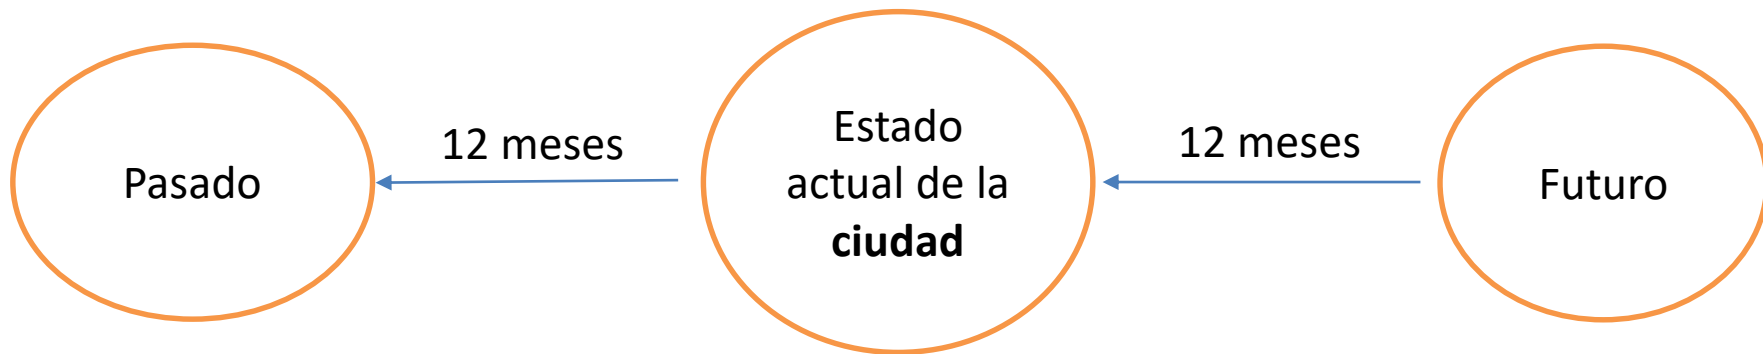 Pasado
12 meses
Estado
actual de la
ciudad
12 meses
Futuro